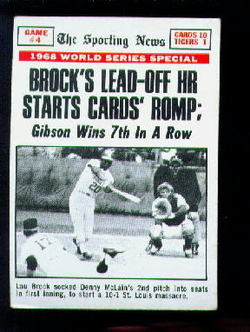 GAME
#4
The Sporting News
CARDS 10
TIGERS 1
1968 WORLD SERIES SPECIAL
BROCK'S LEAD-OFF HR
STARTS CARDS' ROMP;
Gibson Wins 7th In A Row
20
Lou Brock socked Denny McLain's 2nd pitch into seats
in first inning, to start a 10-1 St. Louis massacre.